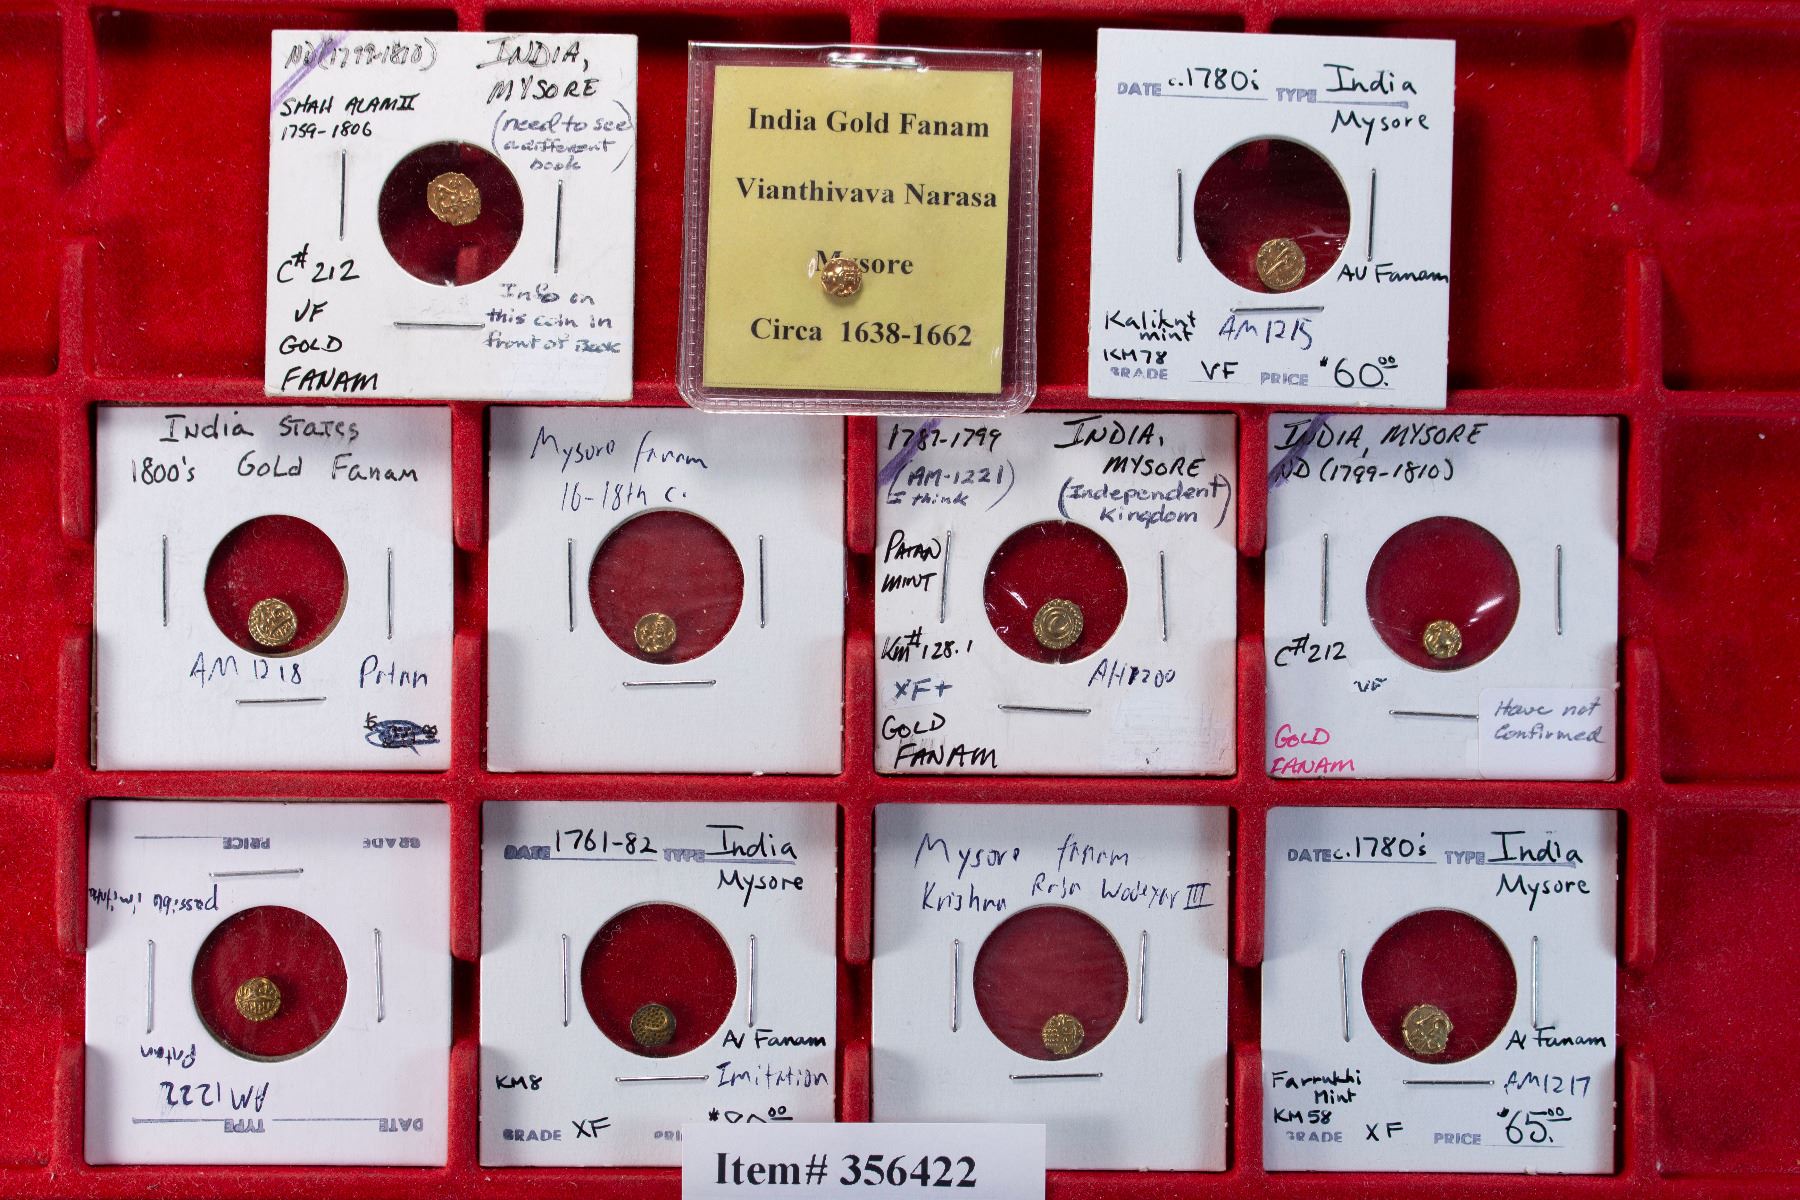 ND (1799-1810)
INDIA,
MYSORE
SHAH ALAM II
1759-1806
(need to see
a different
book)
C# 212
VF
GOLD
FANAM
Info on
this coin in
front of Book
India Gold Fanam
Vianthivava Narasa
Mysore
Circa 1638-1662
DATE c.1780s TYPE India
Mysore
AU Fanam
Kalikut
mint
AM 1215
KM78
GRADE VF PRICE $60.00
India States
1800's Gold Fanam
AM 1218 Patan
Mysore fanam
16-18th c.
1787-1799
INDIA,
MYSORE
(AM-1221)
I think
(Independent
Kingdom)
PATAN
MINT
KM# 128.1
AH1200
XF+
GOLD
FANAM
INDIA, MYSORE
ND (1799-1810)
C# 212
VF
Have not
Confirmed
GOLD
FANAM
GRADE PRICE
possible
Patan
AM 1222
DATE TYPE
DATE 1761-82 TYPE India
Mysore
AV Fanam
KM8
Imitation
GRADE XF
Mysore fanam
Krishna Raja Wodeyar III
DATE c.1780s TYPE India
Mysore
AV Fanam
Farrukhi
Mint
AM1217
KM 58
GRADE XF PRICE $65.00
Item# 356422